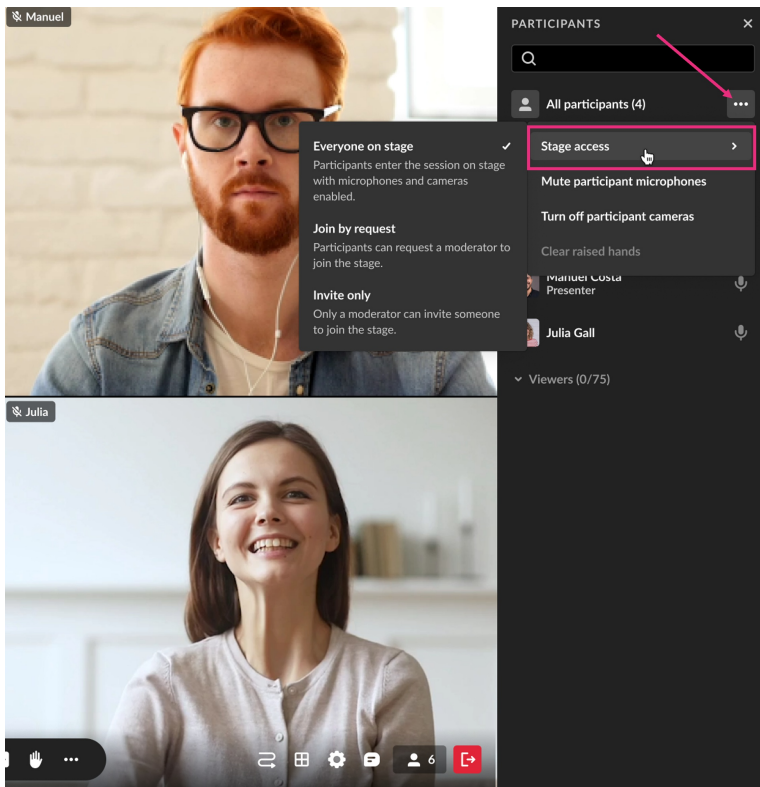 Manuel
PARTICIPANTS
All participants (4)
Stage access
Mute participant microphones
Turn off participant cameras
Clear raised hands
Everyone on stage
Participants enter the session on stage
with microphones and cameras
enabled.
Join by request
Participants can request a moderator to
join the stage.
Invite only
Only a moderator can invite someone
to join the stage.
Manuel Costa
Presenter
Julia Gall
Viewers (0/75)
Julia
6